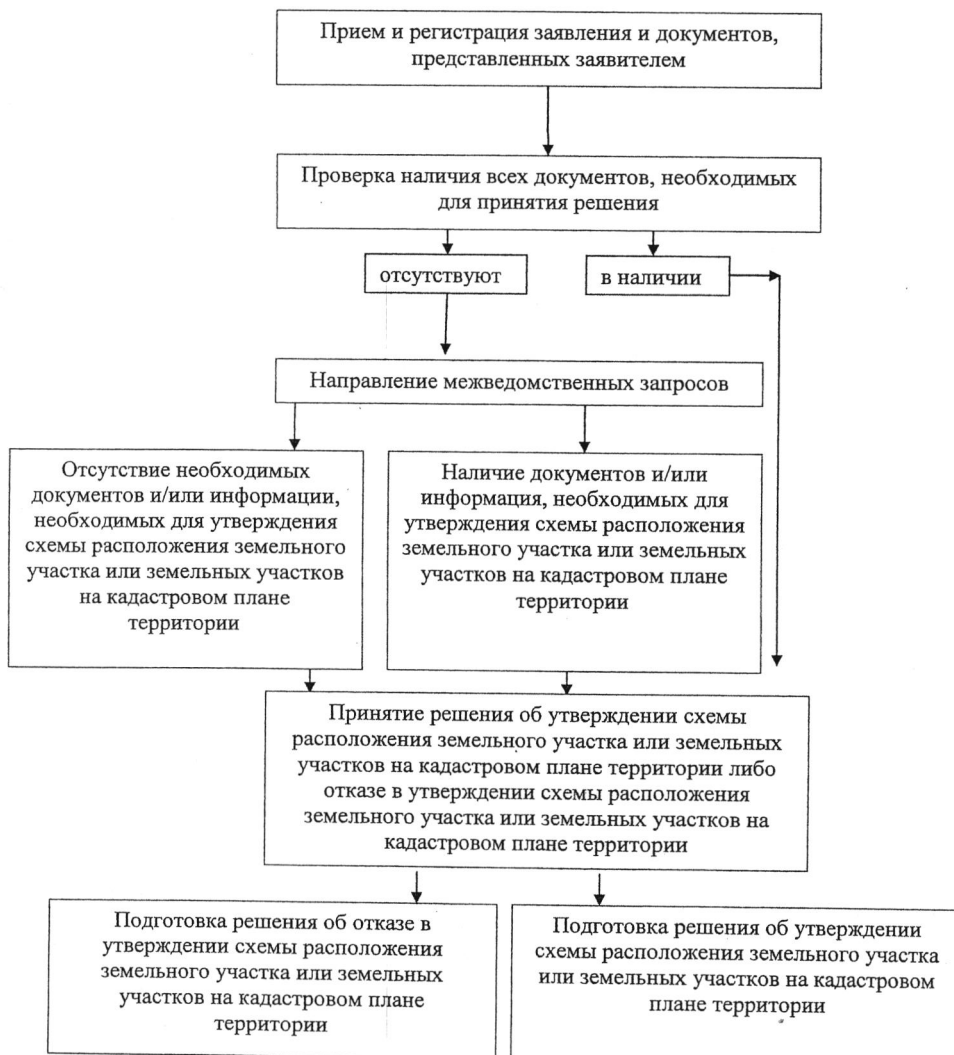 Прием и регистрация заявления и документов,
представленных заявителем
Проверка наличия всех документов, необходимых
для принятия решения
отсутствуют
в наличии
Направление межведомственных запросов
Отсутствие необходимых
документов и/или информации,
необходимых для утверждения
схемы расположения земельного
участка или земельных участков
на кадастровом плане
территории
Наличие документов и/или
информация, необходимых для
утверждения схемы расположения
земельного участка или земельных
участков на кадастровом плане
территории
Принятие решения об утверждении схемы
расположения земельного участка или земельных
участков на кадастровом плане территории либо
отказе в утверждении схемы расположения
земельного участка или земельных участков на
кадастровом плане территории
Подготовка решения об отказе в
утверждении схемы расположения
земельного участка или земельных
участков на кадастровом плане
территории
Подготовка решения об утверждении
схемы расположения земельного участка
или земельных участков на кадастровом
плане территории